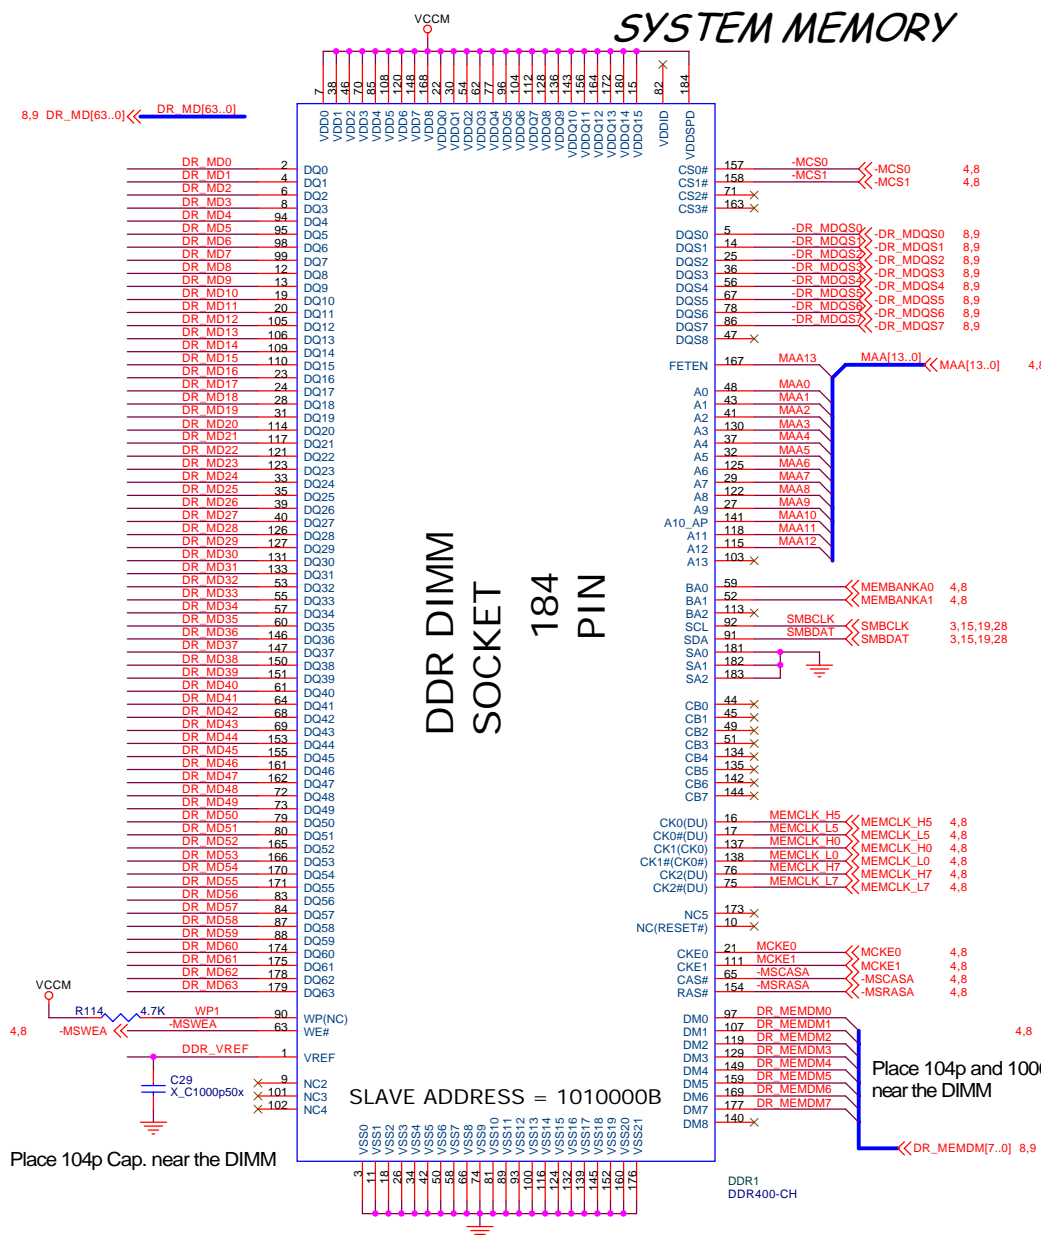 SYSTEM MEMORY
VCCM
7 38 46 70 85 108 120 148 168 22 30 54 62 77 96 104 112 128 136 143 156 164 172 180 15 82 184
VDD0 VDD1 VDD2 VDD3 VDD4 VDD5 VDD6 VDD7 VDD8 VDDQ0 VDDQ1 VDDQ2 VDDQ3 VDDQ4 VDDQ5 VDDQ6 VDDQ7 VDDQ8 VDDQ9 VDDQ10 VDDQ11 VDDQ12 VDDQ13 VDDQ14 VDDQ15 VDDID VDDSPD
8,9 DR_MD[63..0] DR_MD[63..0]
DR_MD0 2 DQ0
DR_MD1 4 DQ1
DR_MD2 6 DQ2
DR_MD3 8 DQ3
DR_MD4 94 DQ4
DR_MD5 95 DQ5
DR_MD6 98 DQ6
DR_MD7 99 DQ7
DR_MD8 12 DQ8
DR_MD9 13 DQ9
DR_MD10 19 DQ10
DR_MD11 20 DQ11
DR_MD12 105 DQ12
DR_MD13 106 DQ13
DR_MD14 109 DQ14
DR_MD15 110 DQ15
DR_MD16 23 DQ16
DR_MD17 24 DQ17
DR_MD18 28 DQ18
DR_MD19 31 DQ19
DR_MD20 114 DQ20
DR_MD21 117 DQ21
DR_MD22 121 DQ22
DR_MD23 123 DQ23
DR_MD24 33 DQ24
DR_MD25 35 DQ25
DR_MD26 39 DQ26
DR_MD27 40 DQ27
DR_MD28 126 DQ28
DR_MD29 127 DQ29
DR_MD30 131 DQ30
DR_MD31 133 DQ31
DR_MD32 53 DQ32
DR_MD33 55 DQ33
DR_MD34 57 DQ34
DR_MD35 60 DQ35
DR_MD36 146 DQ36
DR_MD37 147 DQ37
DR_MD38 150 DQ38
DR_MD39 151 DQ39
DR_MD40 61 DQ40
DR_MD41 64 DQ41
DR_MD42 68 DQ42
DR_MD43 69 DQ43
DR_MD44 153 DQ44
DR_MD45 155 DQ45
DR_MD46 161 DQ46
DR_MD47 162 DQ47
DR_MD48 72 DQ48
DR_MD49 73 DQ49
DR_MD50 79 DQ50
DR_MD51 80 DQ51
DR_MD52 165 DQ52
DR_MD53 166 DQ53
DR_MD54 170 DQ54
DR_MD55 171 DQ55
DR_MD56 83 DQ56
DR_MD57 84 DQ57
DR_MD58 87 DQ58
DR_MD59 88 DQ59
DR_MD60 174 DQ60
DR_MD61 175 DQ61
DR_MD62 178 DQ62
DR_MD63 179 DQ63
VCCM
R114 4.7K WP1 90 WP(NC)
4,8 -MSWEA -MSWEA 63 WE#
DDR_VREF 1 VREF
C29
X_C1000p50x
9 NC2
101 NC3
102 NC4
Place 104p Cap. near the DIMM
DDR DIMM
SOCKET
184
PIN
SLAVE ADDRESS = 1010000B
CS0# 157 -MCS0 -MCS0 4,8
CS1# 158 -MCS1 -MCS1 4,8
CS2# 71
CS3# 163
DQS0 5 -DR_MDQS0 -DR_MDQS0 8,9
DQS1 14 -DR_MDQS1 -DR_MDQS1 8,9
DQS2 25 -DR_MDQS2 -DR_MDQS2 8,9
DQS3 36 -DR_MDQS3 -DR_MDQS3 8,9
DQS4 56 -DR_MDQS4 -DR_MDQS4 8,9
DQS5 67 -DR_MDQS5 -DR_MDQS5 8,9
DQS6 78 -DR_MDQS6 -DR_MDQS6 8,9
DQS7 86 -DR_MDQS7 -DR_MDQS7 8,9
DQS8 47
FETEN 167 MAA13 MAA[13..0] MAA[13..0]
A0 48 MAA0
A1 43 MAA1
A2 41 MAA2
A3 130 MAA3
A4 37 MAA4
A5 32 MAA5
A6 125 MAA6
A7 29 MAA7
A8 122 MAA8
A9 27 MAA9
A10_AP 141 MAA10
A11 118 MAA11
A12 115 MAA12
A13 103
BA0 59 MEMBANKA0 4,8
BA1 52 MEMBANKA1 4,8
BA2 113
SCL 92 SMBCLK SMBCLK 3,15,19,28
SDA 91 SMBDAT SMBDAT 3,15,19,28
SA0 181
SA1 182
SA2 183
CB0 44
CB1 45
CB2 49
CB3 51
CB4 134
CB5 135
CB6 142
CB7 144
CK0(DU) 16 MEMCLK_H5 MEMCLK_H5 4,8
CK0#(DU) 17 MEMCLK_L5 MEMCLK_L5 4,8
CK1(CK0) 137 MEMCLK_H0 MEMCLK_H0 4,8
CK1#(CK0#) 138 MEMCLK_L0 MEMCLK_L0 4,8
CK2(DU) 76 MEMCLK_H7 MEMCLK_H7 4,8
CK2#(DU) 75 MEMCLK_L7 MEMCLK_L7 4,8
NC5 173
NC(RESET#) 10
CKE0 21 MCKE0 MCKE0 4,8
CKE1 111 MCKE1 MCKE1 4,8
CAS# 65 -MSCASA -MSCASA 4,8
RAS# 154 -MSRASA -MSRASA 4,8
DM0 97 DR_MEMDM0
DM1 107 DR_MEMDM1 4,8
DM2 119 DR_MEMDM2
DM3 129 DR_MEMDM3
DM4 149 DR_MEMDM4
DM5 159 DR_MEMDM5
DM6 169 DR_MEMDM6
DM7 177 DR_MEMDM7
DM8 140
Place 104p and
near the DIMM
DR_MEMDM[7..0] 8,9
VSS0 VSS1 VSS2 VSS3 VSS4 VSS5 VSS6 VSS7 VSS8 VSS9 VSS10 VSS11 VSS12 VSS13 VSS14 VSS15 VSS16 VSS17 VSS18 VSS19 VSS20 VSS21
3 11 18 26 34 42 50 58 66 74 81 89 93 100 116 124 132 139 145 152 160 176
DDR1
DDR400-CH